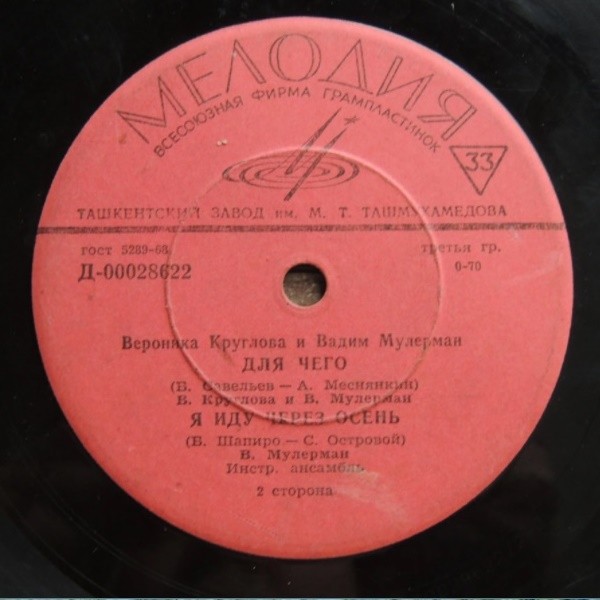 МЕЛОДИЯ
ВСЕСОЮЗНАЯ ФИРМА ГРАМПЛАСТИНОК
33
ТАШКЕНТСКИЙ ЗАВОД им. М. Т. ТАШМУХАМЕДОВА
гост 5289-68
третья гр.
Д-00028622
0-70
Вероника Круглова и Вадим Мулерман
ДЛЯ ЧЕГО
(Б. Савельев — А. Меснянкин)
В. Круглова и В. Мулерман
Я ИДУ ЧЕРЕЗ ОСЕНЬ
(Б. Шапиро — С. Островой)
В. Мулерман
Инстр. ансамбль
2 сторона